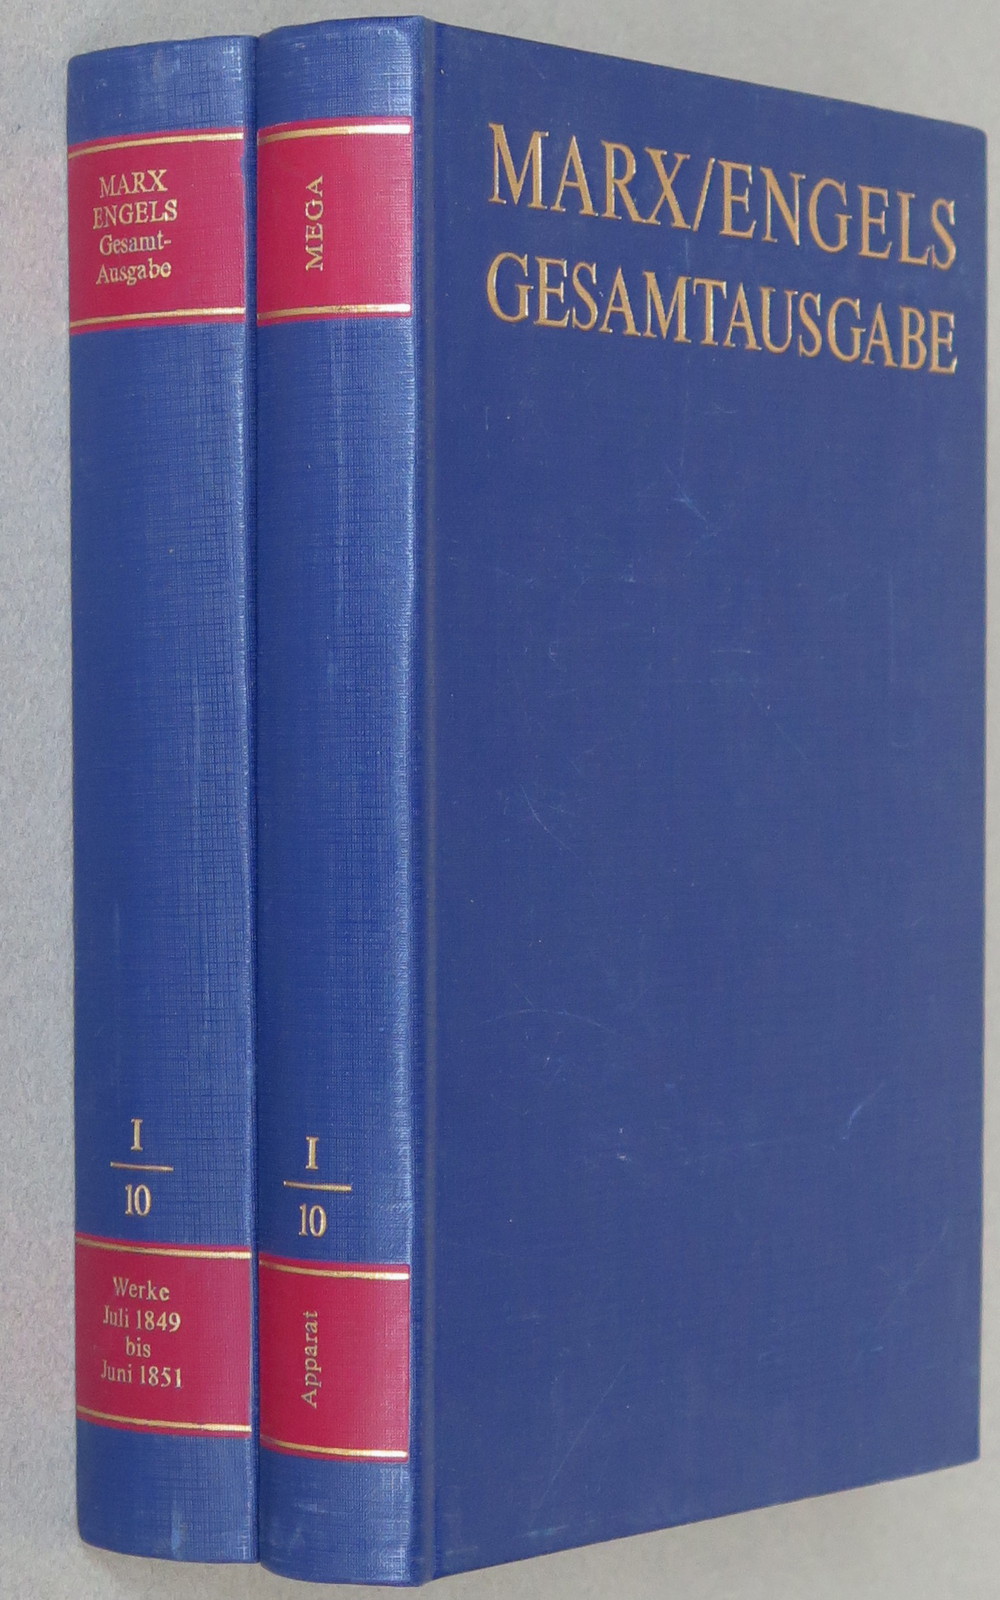 MARX
ENGELS
Gesamt-
Ausgabe
I
10
Werke
Juli 1849
bis
Juni 1851
MEGA
I
10
Apparat
MARX/ENGELS
GESAMTAUSGABE